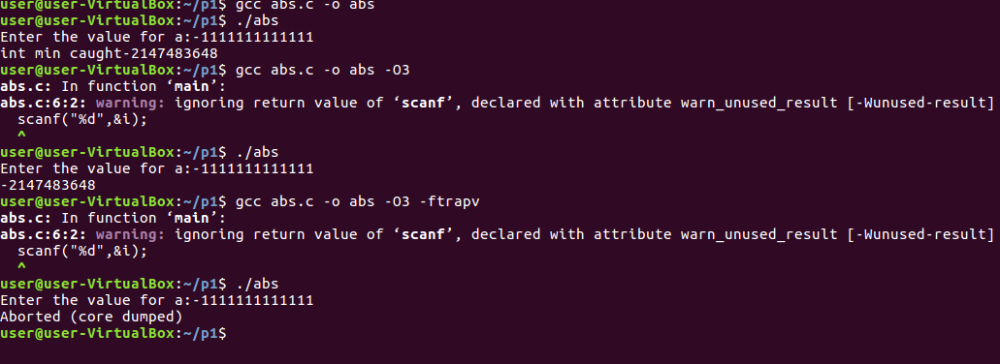 user@user-VirtualBox:~/p1$ gcc abs.c -o abs
user@user-VirtualBox:~/p1$ ./abs
Enter the value for a:-1111111111111
int min caught-2147483648
user@user-VirtualBox:~/p1$ gcc abs.c -o abs -O3
abs.c: In function ‘main’:
abs.c:6:2: warning: ignoring return value of ‘scanf’, declared with attribute warn_unused_result [-Wunused-result]
  scanf("%d",&i);
  ^
user@user-VirtualBox:~/p1$ ./abs
Enter the value for a:-1111111111111
-2147483648
user@user-VirtualBox:~/p1$ gcc abs.c -o abs -O3 -ftrapv
abs.c: In function ‘main’:
abs.c:6:2: warning: ignoring return value of ‘scanf’, declared with attribute warn_unused_result [-Wunused-result]
  scanf("%d",&i);
  ^
user@user-VirtualBox:~/p1$ ./abs
Enter the value for a:-1111111111111
Aborted (core dumped)
user@user-VirtualBox:~/p1$